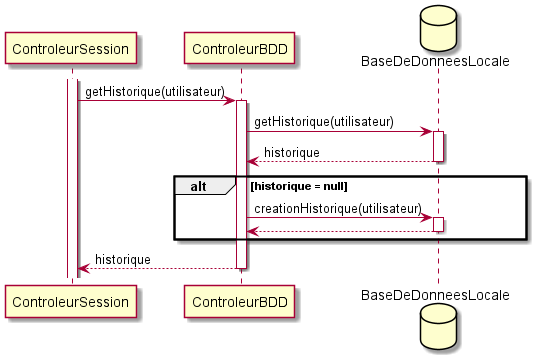 ControleurSession
ControleurBDD
BaseDeDonneesLocale
getHistorique(utilisateur)
getHistorique(utilisateur)
historique
alt
[historique = null]
creationHistorique(utilisateur)
historique
ControleurSession
ControleurBDD
BaseDeDonneesLocale